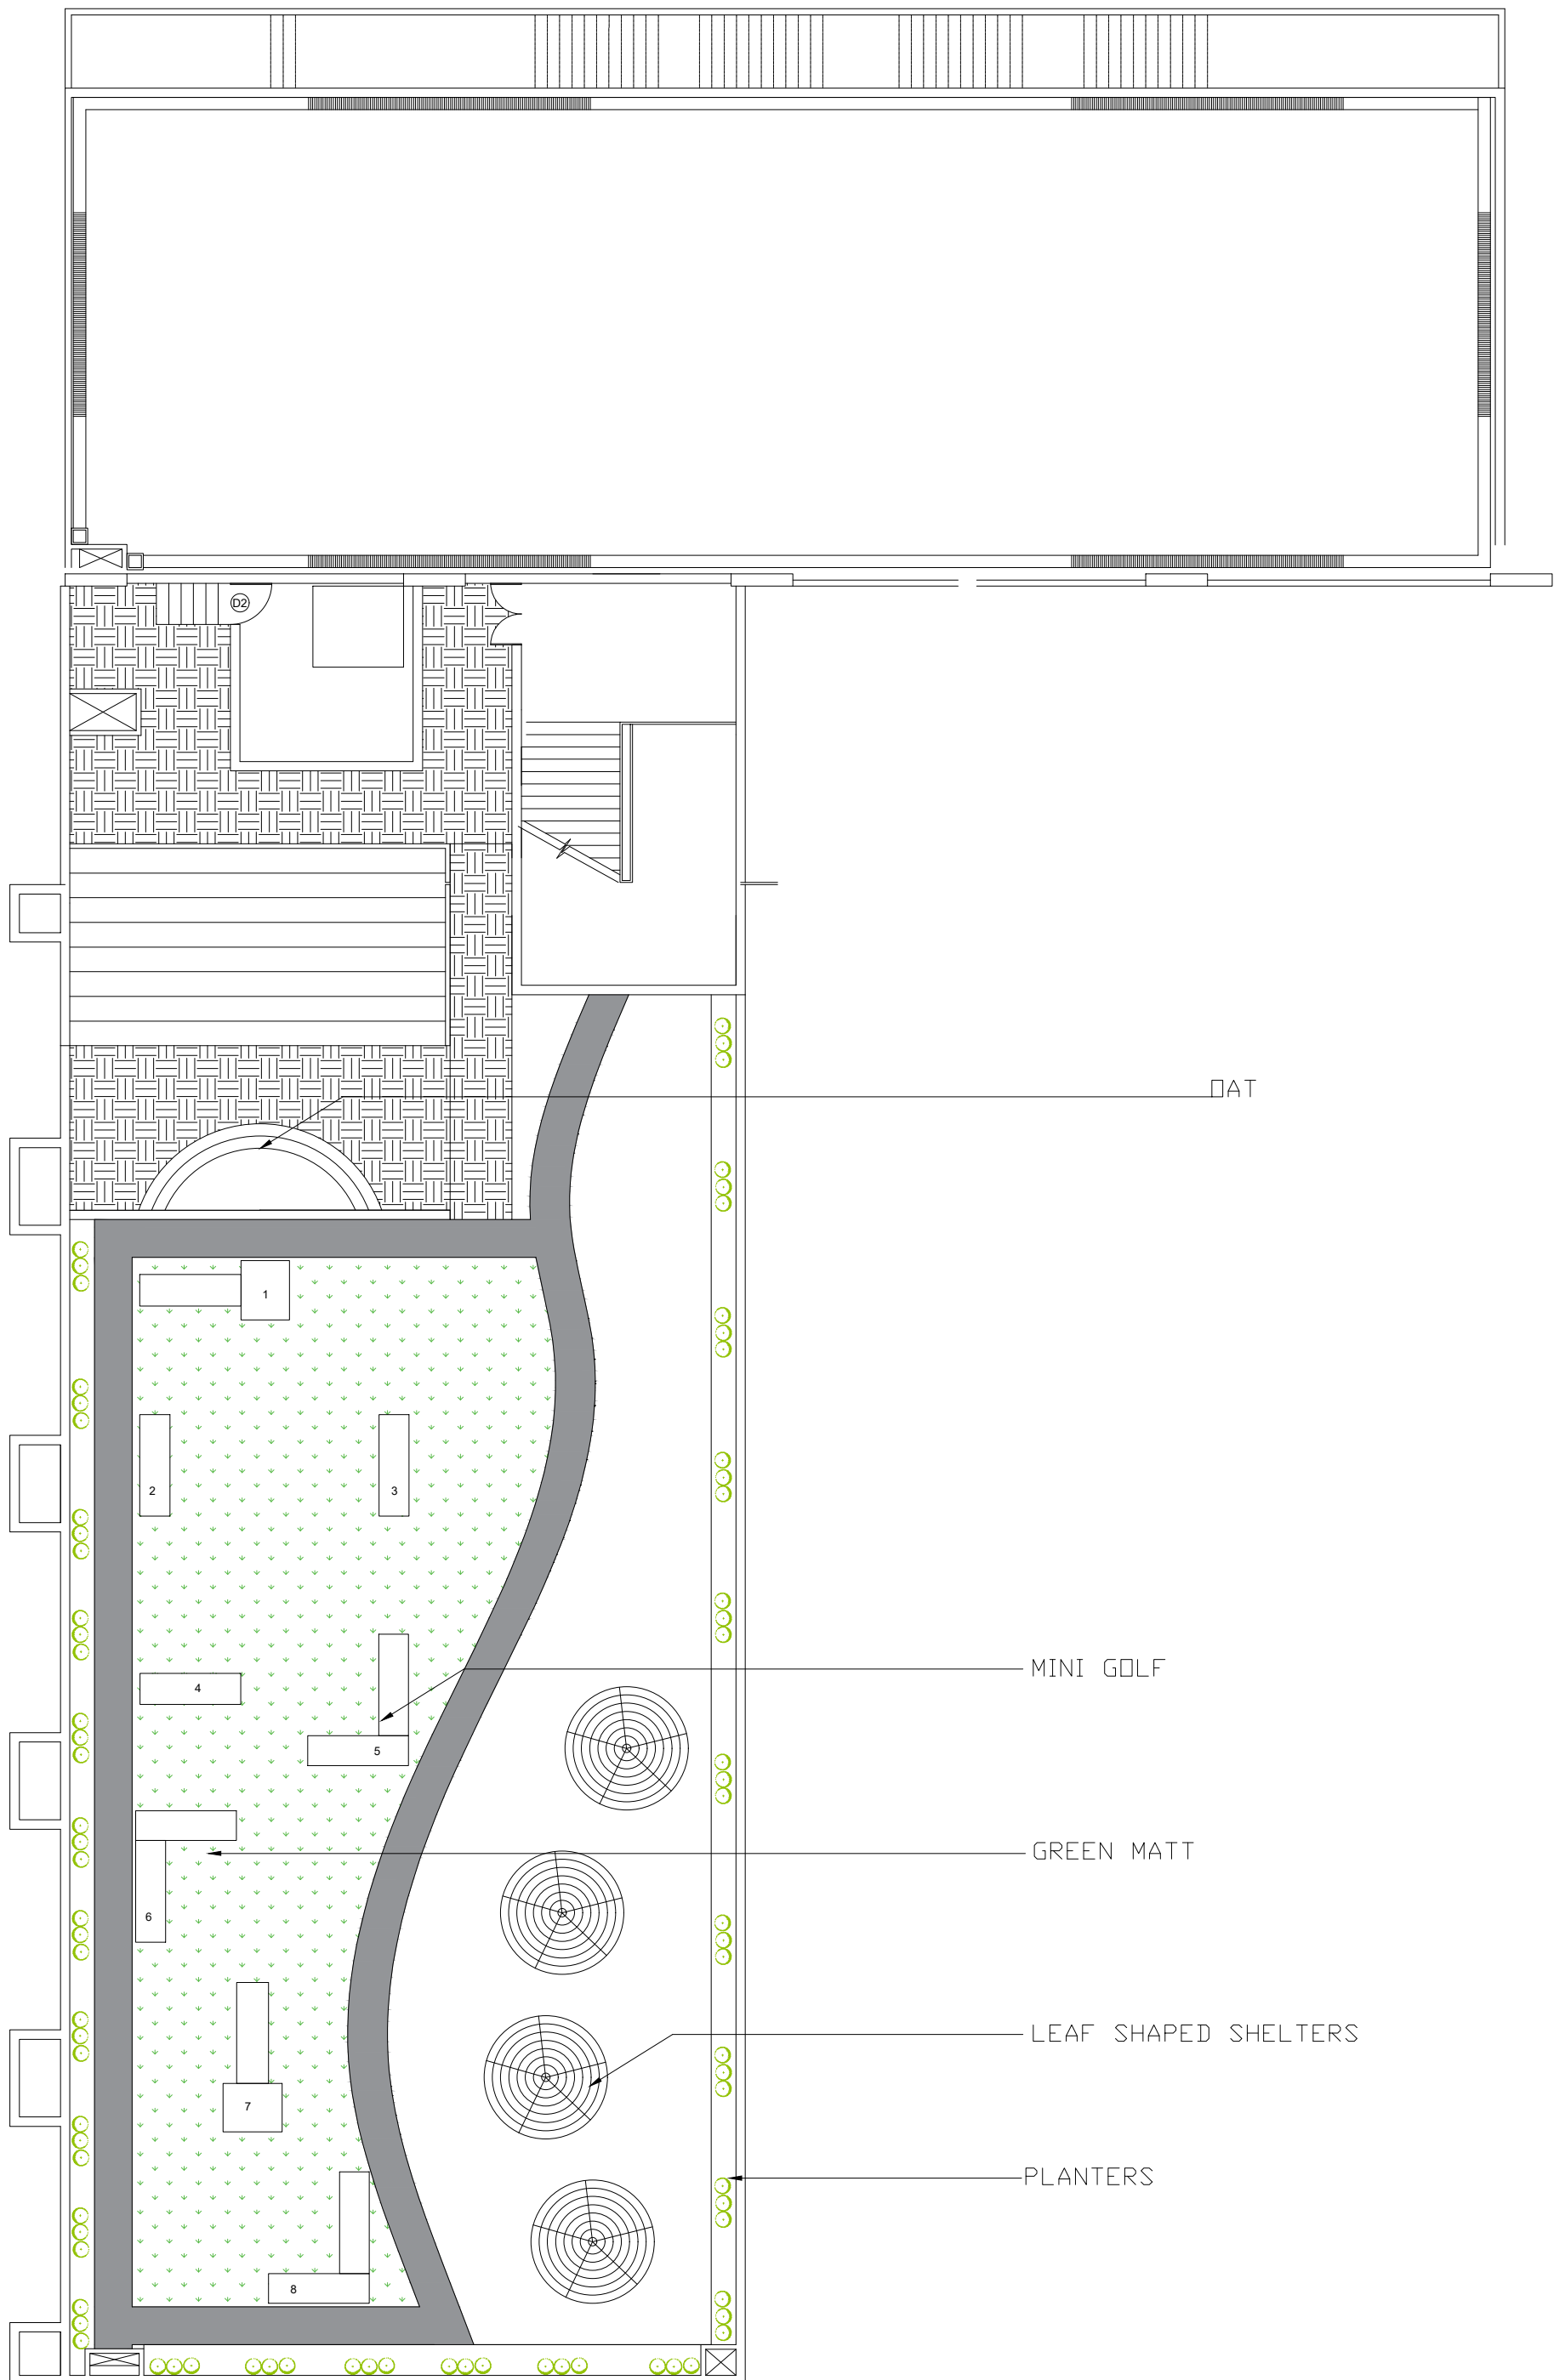 D2
OAT
1
2
3
MINI GOLF
4
5
GREEN MATT
6
LEAF SHAPED SHELTERS
7
PLANTERS
8